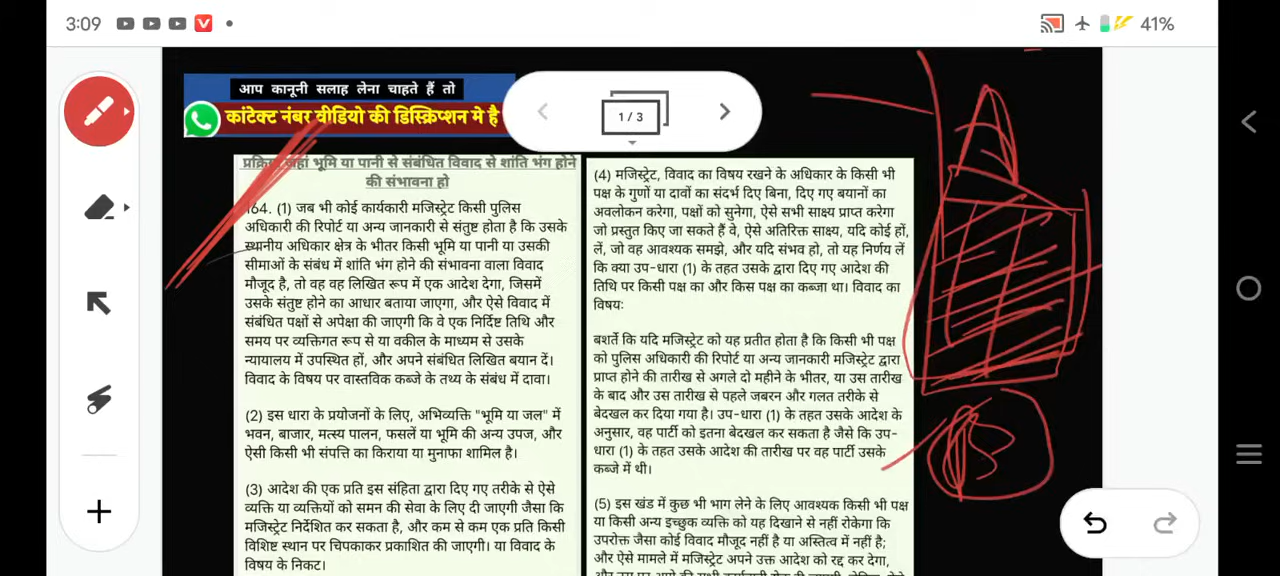 3:09
41%
आप कानूनी सलाह लेना चाहते हैं तो
कांटेक्ट नंबर वीडियो की डिस्क्रिप्शन मे है
1 / 3
जहां भूमि या पानी से संबंधित विवाद से शांति भंग होने
की संभावना हो
164. (1) जब भी कोई कार्यकारी मजिस्ट्रेट किसी पुलिस
अधिकारी की रिपोर्ट या अन्य जानकारी से संतुष्ट होता है कि उसके
स्थानीय अधिकार क्षेत्र के भीतर किसी भूमि या पानी या उसकी
सीमाओं के संबंध में शांति भंग होने की संभावना वाला विवाद
मौजूद है, तो वह वह लिखित रूप में एक आदेश देगा, जिसमें
उसके संतुष्ट होने का आधार बताया जाएगा, और ऐसे विवाद में
संबंधित पक्षों से अपेक्षा की जाएगी कि वे एक निर्दिष्ट तिथि और
समय पर व्यक्तिगत रूप से या वकील के माध्यम से उसके
न्यायालय में उपस्थित हों, और अपने संबंधित लिखित बयान दें।
विवाद के विषय पर वास्तविक कब्जे के तथ्य के संबंध में दावा।
(2) इस धारा के प्रयोजनों के लिए, अभिव्यक्ति "भूमि या जल" में
भवन, बाजार, मत्स्य पालन, फसलें या भूमि की अन्य उपज, और
ऐसी किसी भी संपत्ति का किराया या मुनाफा शामिल है।
(3) आदेश की एक प्रति इस संहिता द्वारा दिए गए तरीके से ऐसे
व्यक्ति या व्यक्तियों को समन की सेवा के लिए दी जाएगी जैसा कि
मजिस्ट्रेट निर्देशित कर सकता है, और कम से कम एक प्रति किसी
विशिष्ट स्थान पर चिपकाकर प्रकाशित की जाएगी। या विवाद के
विषय के निकट।
(4) मजिस्ट्रेट, विवाद का विषय रखने के अधिकार के किसी भी
पक्ष के गुणों या दावों का संदर्भ दिए बिना, दिए गए बयानों का
अवलोकन करेगा, पक्षों को सुनेगा, ऐसे सभी साक्ष्य प्राप्त करेगा
जो प्रस्तुत किए जा सकते हैं वे, ऐसे अतिरिक्त साक्ष्य, यदि कोई हों,
लें, जो वह आवश्यक समझे, और यदि संभव हो, तो यह निर्णय लें
कि क्या उप-धारा (1) के तहत उसके द्वारा दिए गए आदेश की
तिथि पर किसी पक्ष का और किस पक्ष का कब्जा था। विवाद का
विषय:
बशर्ते कि यदि मजिस्ट्रेट को यह प्रतीत होता है कि किसी भी पक्ष
को पुलिस अधिकारी की रिपोर्ट या अन्य जानकारी मजिस्ट्रेट द्वारा
प्राप्त होने की तारीख से अगले दो महीने के भीतर, या उस तारीख
के बाद और उस तारीख से पहले जबरन और गलत तरीके से
बेदखल कर दिया गया है। उप-धारा (1) के तहत उसके आदेश के
अनुसार, वह पार्टी को इतना बेदखल कर सकता है जैसे कि उप-
धारा (1) के तहत उसके आदेश की तारीख पर वह पार्टी उसके
कब्जे में थी।
(5) इस खंड में कुछ भी भाग लेने के लिए आवश्यक किसी भी पक्ष
या किसी अन्य इच्छुक व्यक्ति को यह दिखाने से नहीं रोकेगा कि
उपरोक्त जैसा कोई विवाद मौजूद नहीं है या अस्तित्व में नहीं है;
और ऐसे मामले में मजिस्ट्रेट अपने उक्त आदेश को रद्द कर देगा,